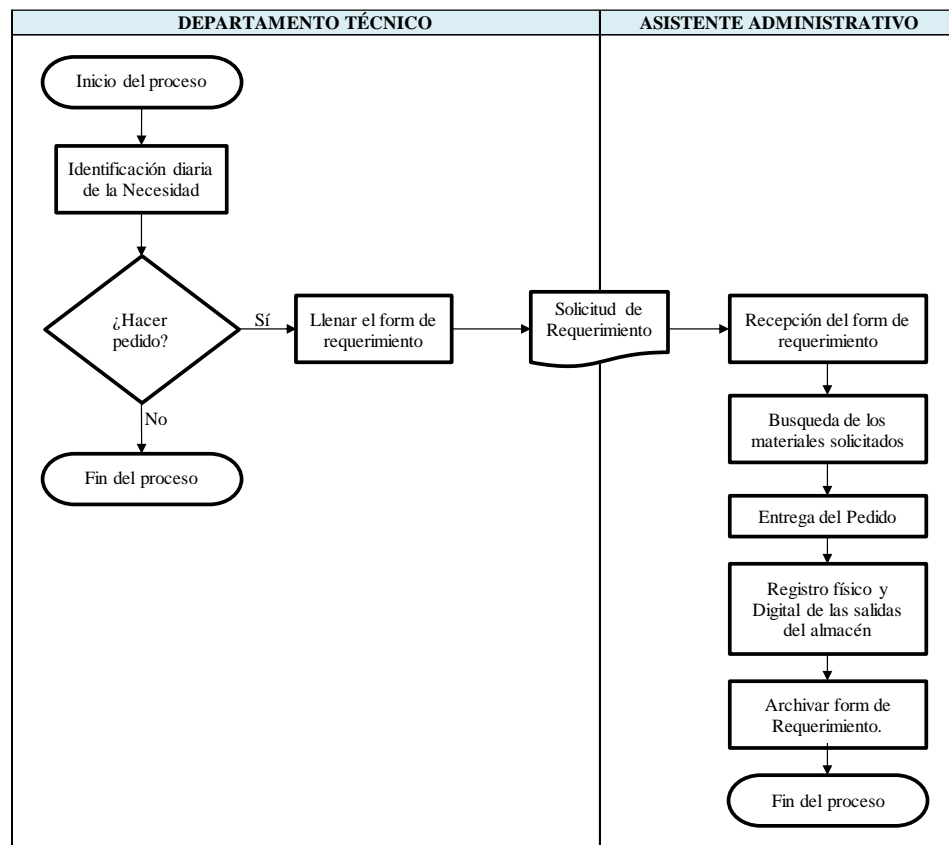 DEPARTAMENTO TÉCNICO
ASISTENTE ADMINISTRATIVO
Inicio del proceso
Identificación diaria
de la Necesidad
¿Hacer
pedido?
Sí
No
Fin del proceso
Llenar el form de
requerimiento
Solicitud de
Requerimiento
Recepción del form de
requerimiento
Busqueda de los
materiales solicitados
Entrega del Pedido
Registro físico y
Digital de las salidas
del almacén
Archivar form de
Requerimiento.
Fin del proceso